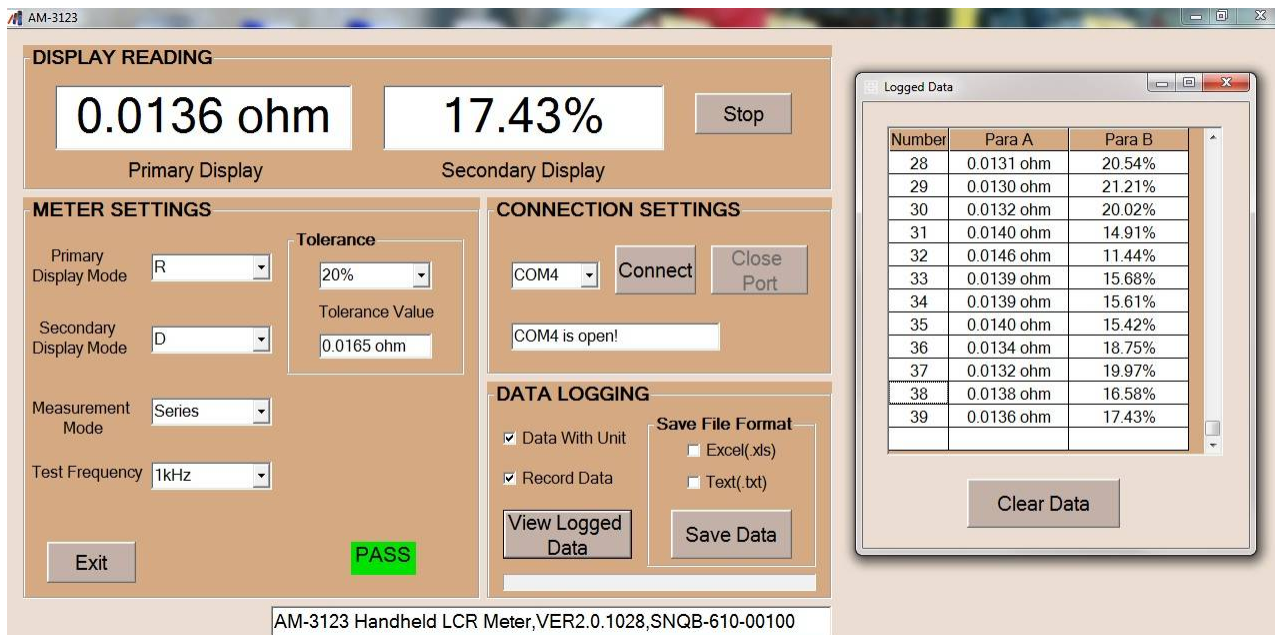 AM-3123
DISPLAY READING
0.0136 ohm
17.43%
Stop
Primary Display
Secondary Display
METER SETTINGS
Primary
Display Mode
R
Secondary
Display Mode
D
Measurement
Mode
Series
Test Frequency
1kHz
Tolerance
20%
Tolerance Value
0.0165 ohm
Exit
PASS
CONNECTION SETTINGS
COM4
Connect
Close
Port
COM4 is open!
DATA LOGGING
Data With Unit
Record Data
View Logged
Data
Save File Format
Excel(.xls)
Text(.txt)
Save Data
AM-3123 Handheld LCR Meter,VER2.0.1028,SNQB-610-00100
Logged Data
Number Para A Para B
28 0.0131 ohm 20.54%
29 0.0130 ohm 21.21%
30 0.0132 ohm 20.02%
31 0.0140 ohm 14.91%
32 0.0146 ohm 11.44%
33 0.0139 ohm 15.68%
34 0.0139 ohm 15.61%
35 0.0140 ohm 15.42%
36 0.0134 ohm 18.75%
37 0.0132 ohm 19.97%
38 0.0138 ohm 16.58%
39 0.0136 ohm 17.43%
Clear Data